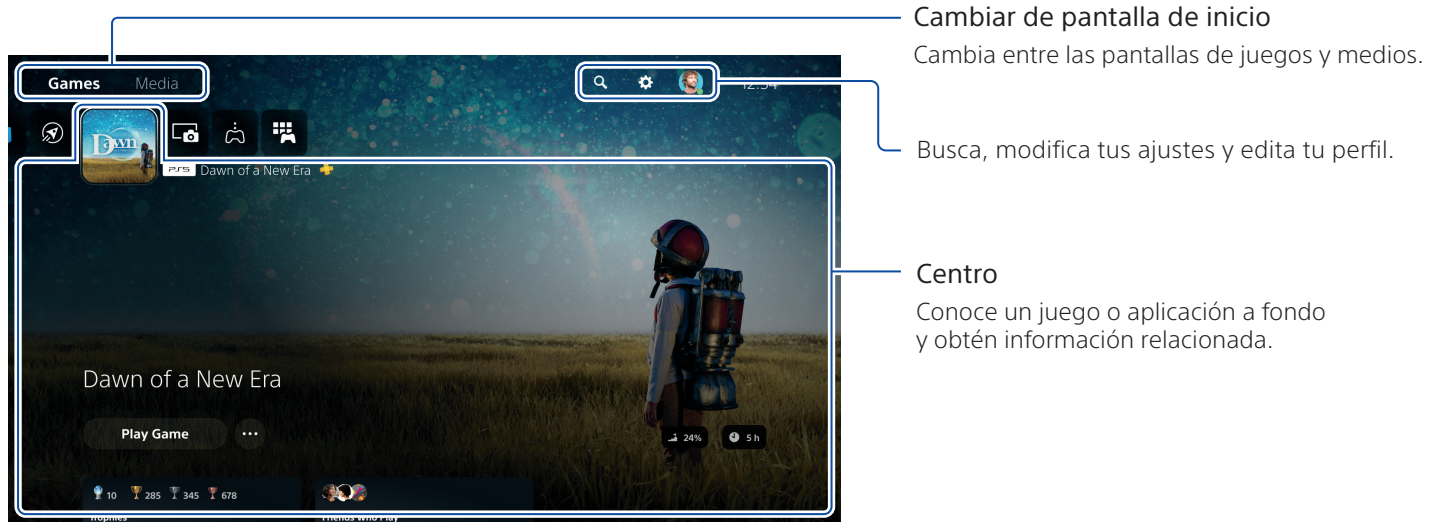 Cambiar de pantalla de inicio
Cambia entre las pantallas de juegos y medios.
Games Media
Busca, modifica tus ajustes y edita tu perfil.
Dawn
PS5 Dawn of a New Era
Centro
Conoce un juego o aplicación a fondo
y obtén información relacionada.
Dawn of a New Era
Play Game
24% 5 h
10 285 345 678
Trophies Friends Who Play